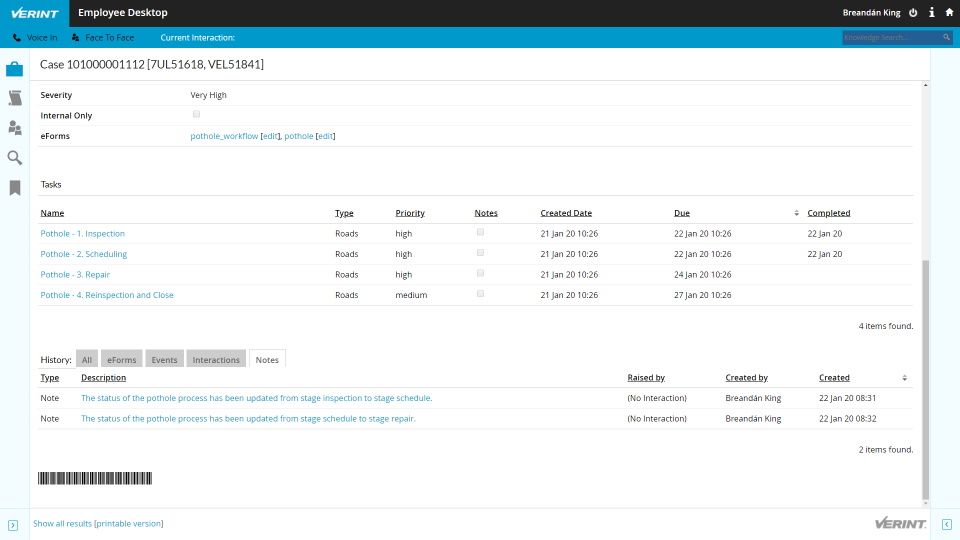 VERINT Employee Desktop Breandán King
Voice In Face To Face Current Interaction: Knowledge Search...
Case 101000001112 [7UL51618, VEL51841]
Severity Very High
Internal Only
eForms pothole_workflow [edit], pothole [edit]
Tasks
Name Type Priority Notes Created Date Due Completed
Pothole - 1. Inspection Roads high 21 Jan 20 10:26 22 Jan 20 10:26 22 Jan 20
Pothole - 2. Scheduling Roads high 21 Jan 20 10:26 22 Jan 20 10:26 22 Jan 20
Pothole - 3. Repair Roads high 21 Jan 20 10:26 24 Jan 20 10:26
Pothole - 4. Reinspection and Close Roads medium 21 Jan 20 10:26 27 Jan 20 10:26
4 items found.
History: All eForms Events Interactions Notes
Type Description Raised by Created by Created
Note The status of the pothole process has been updated from stage inspection to stage schedule. (No Interaction) Breandán King 22 Jan 20 08:31
Note The status of the pothole process has been updated from stage schedule to stage repair. (No Interaction) Breandán King 22 Jan 20 08:32
2 items found.
Show all results [printable version] VERINT.